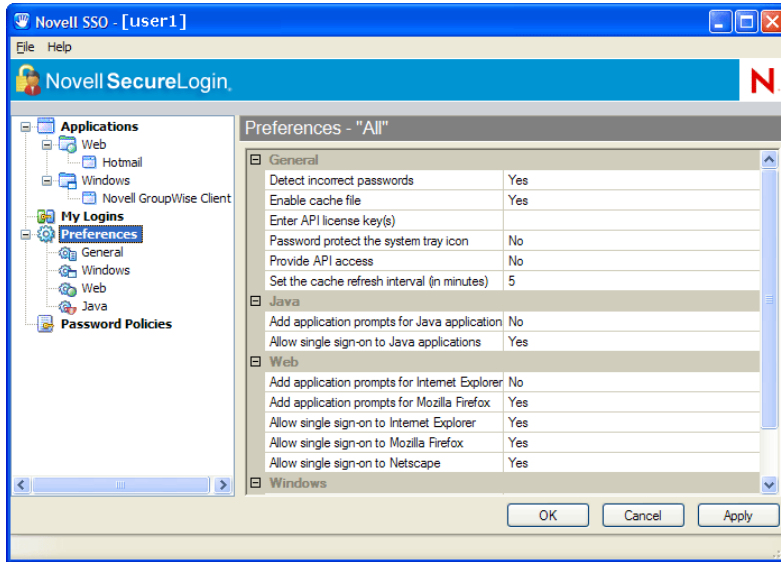 Novell SSO - [user1]
File Help
Novell SecureLogin.
N.
Applications
Web
Hotmail
Windows
Novell GroupWise Client
My Logins
Preferences
General
Windows
Web
Java
Password Policies
Preferences - "All"
General
Detect incorrect passwords Yes
Enable cache file Yes
Enter API license key(s)
Password protect the system tray icon No
Provide API access No
Set the cache refresh interval (in minutes) 5
Java
Add application prompts for Java application No
Allow single sign-on to Java applications Yes
Web
Add application prompts for Internet Explorer No
Add application prompts for Mozilla Firefox Yes
Allow single sign-on to Internet Explorer Yes
Allow single sign-on to Mozilla Firefox Yes
Allow single sign-on to Netscape Yes
Windows
OK Cancel Apply